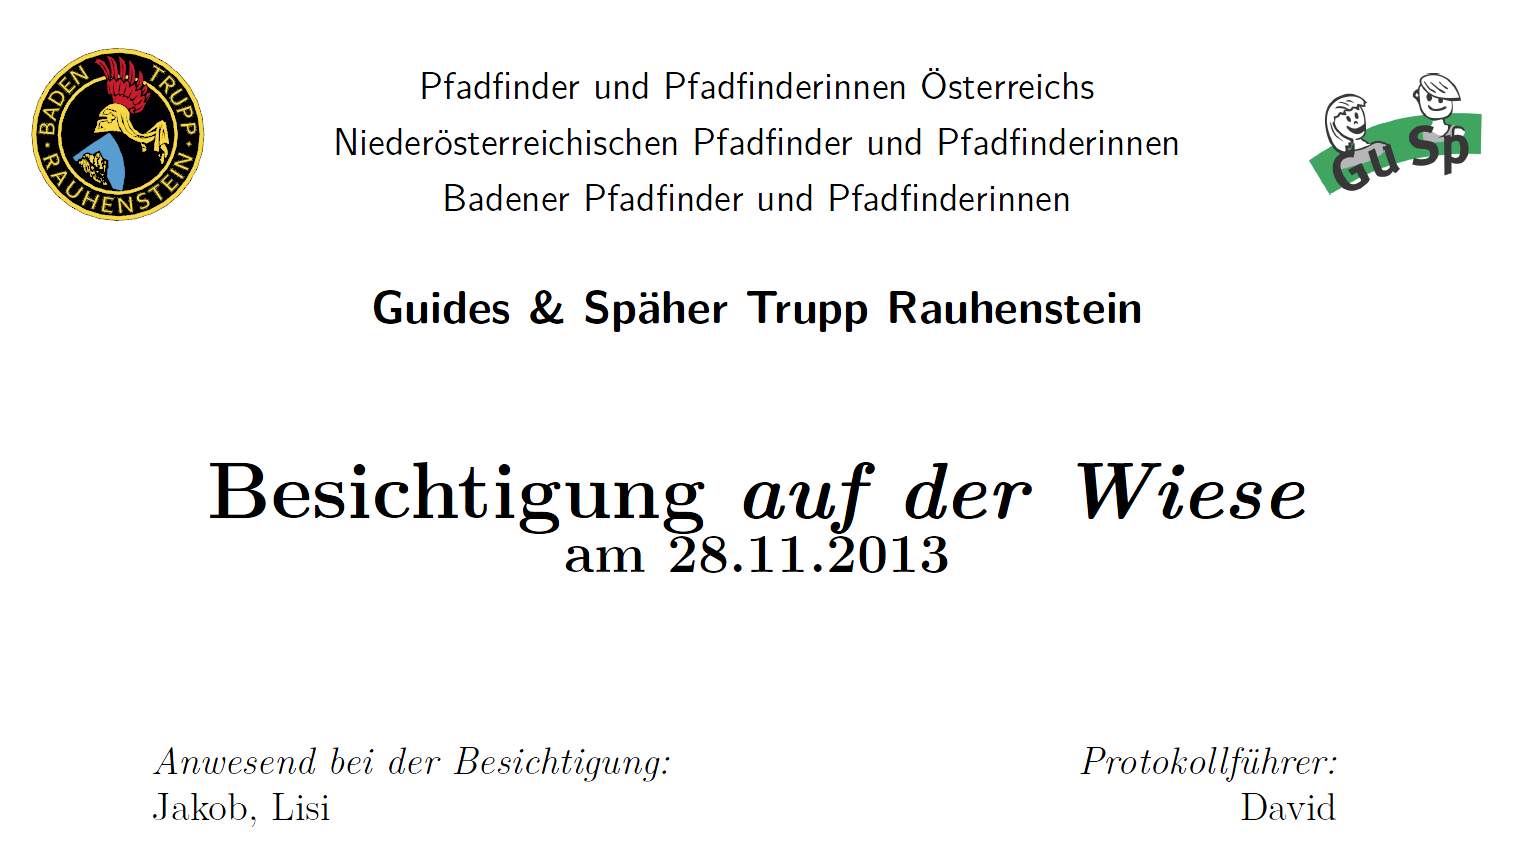 BADEN TRUPP
RAUHENSTEIN
Pfadfinder und Pfadfinderinnen Österreichs
Niederösterreichischen Pfadfinder und Pfadfinderinnen
Badener Pfadfinder und Pfadfinderinnen
Gu Sp
Guides & Späher Trupp Rauhenstein
Besichtigung auf der Wiese
am 28.11.2013
Anwesend bei der Besichtigung:
Jakob, Lisi
Protokollführer:
David